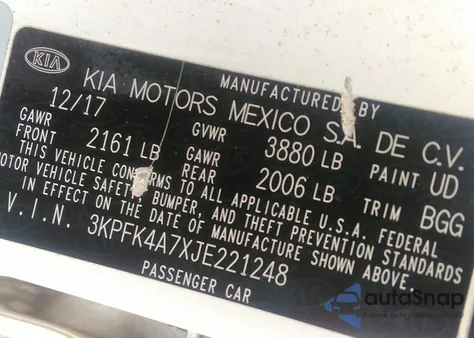 KIA
MANUFACTURED BY
KIA MOTORS MEXICO S.A. DE C.V.
12/17
GAWR FRONT 2161 LB
GVWR 3880 LB
GAWR REAR 2006 LB
PAINT UD
TRIM BGG
THIS VEHICLE CONFORMS TO ALL APPLICABLE U.S.A. FEDERAL
MOTOR VEHICLE SAFETY, BUMPER, AND THEFT PREVENTION STANDARDS
IN EFFECT ON THE DATE OF MANUFACTURE SHOWN ABOVE.
V.I.N. 3KPFK4A7XJE221248
PASSENGER CAR
autoSnap